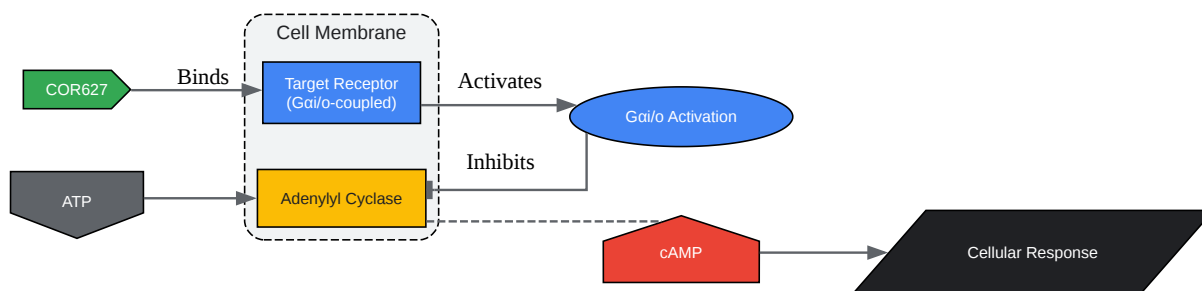 Cell Membrane
COR627
Binds
Target Receptor
(Gαi/o-coupled)
Activates
Gαi/o Activation
Inhibits
ATP
Adenylyl Cyclase
cAMP
Cellular Response